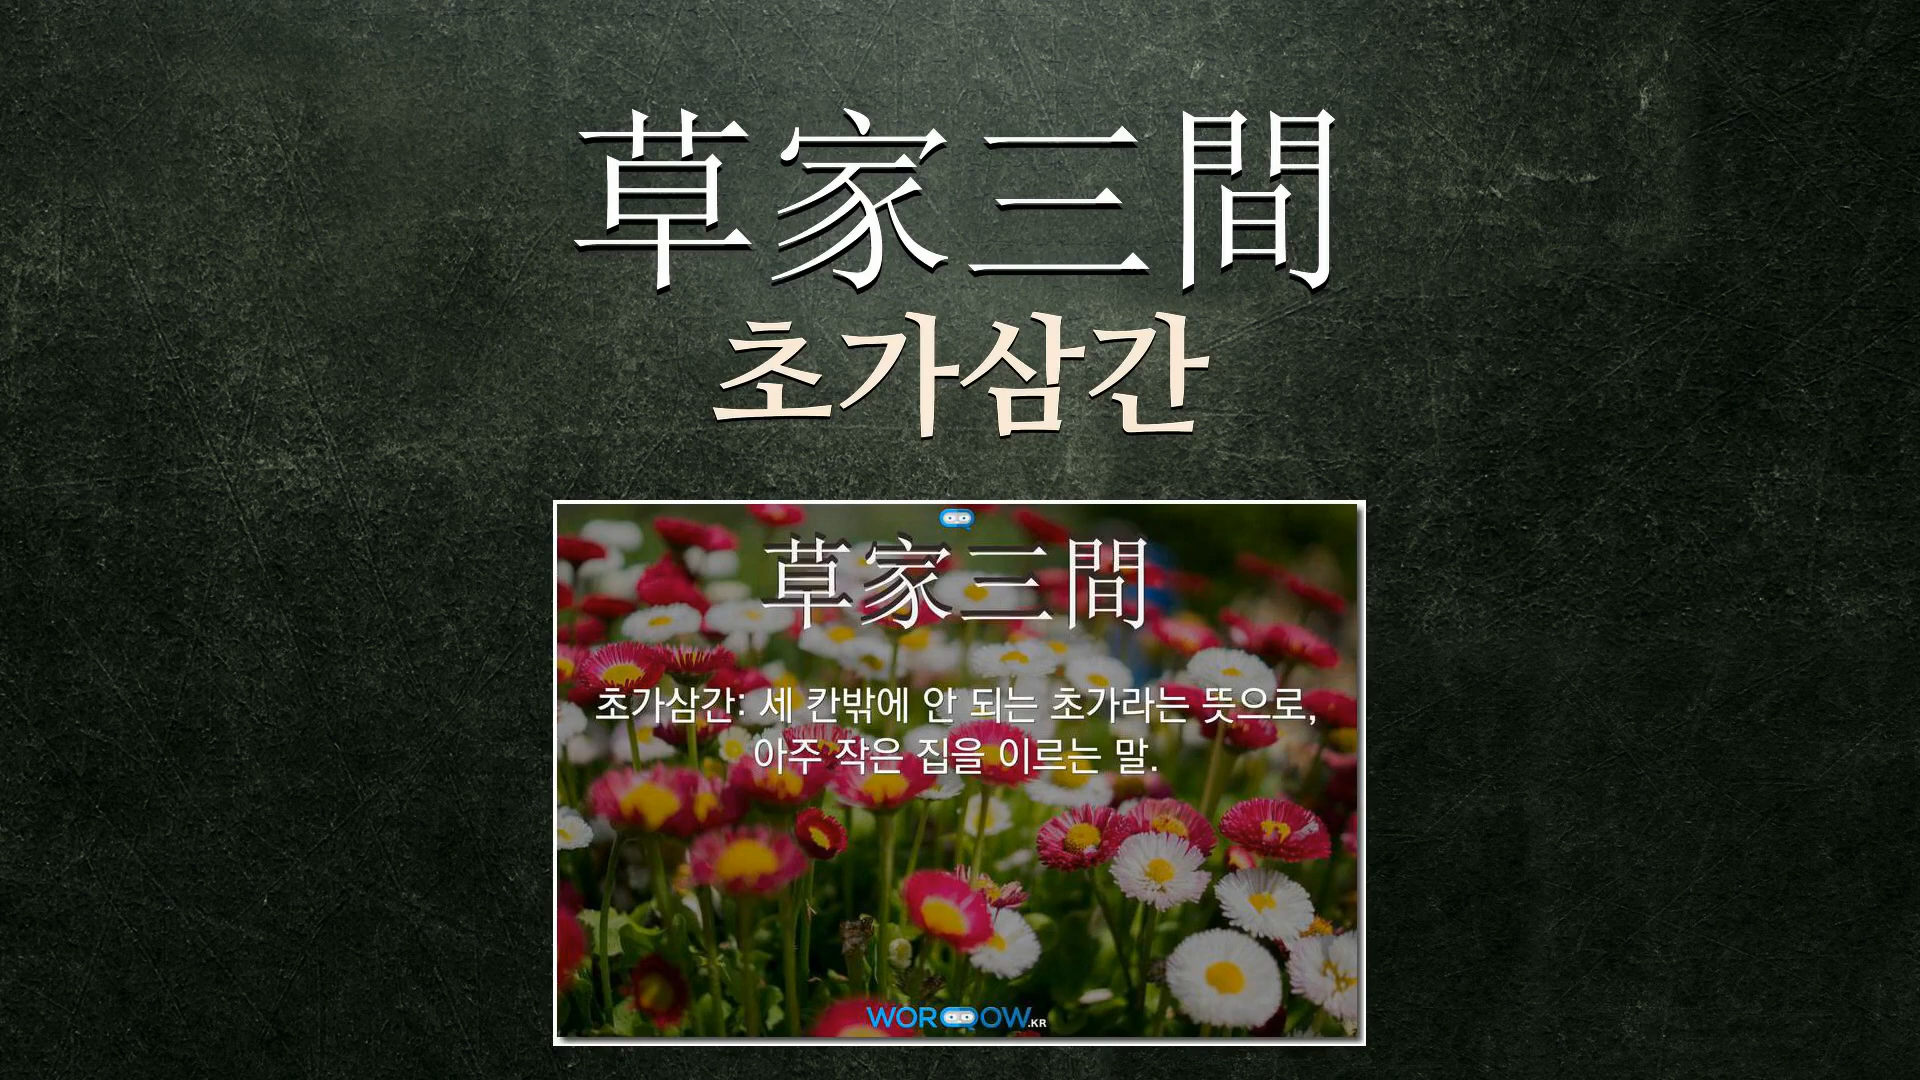 草家三間
초가삼간
草家三間
초가삼간: 세 칸밖에 안 되는 초가라는 뜻으로,
아주 작은 집을 이르는 말.
WORDROW.KR